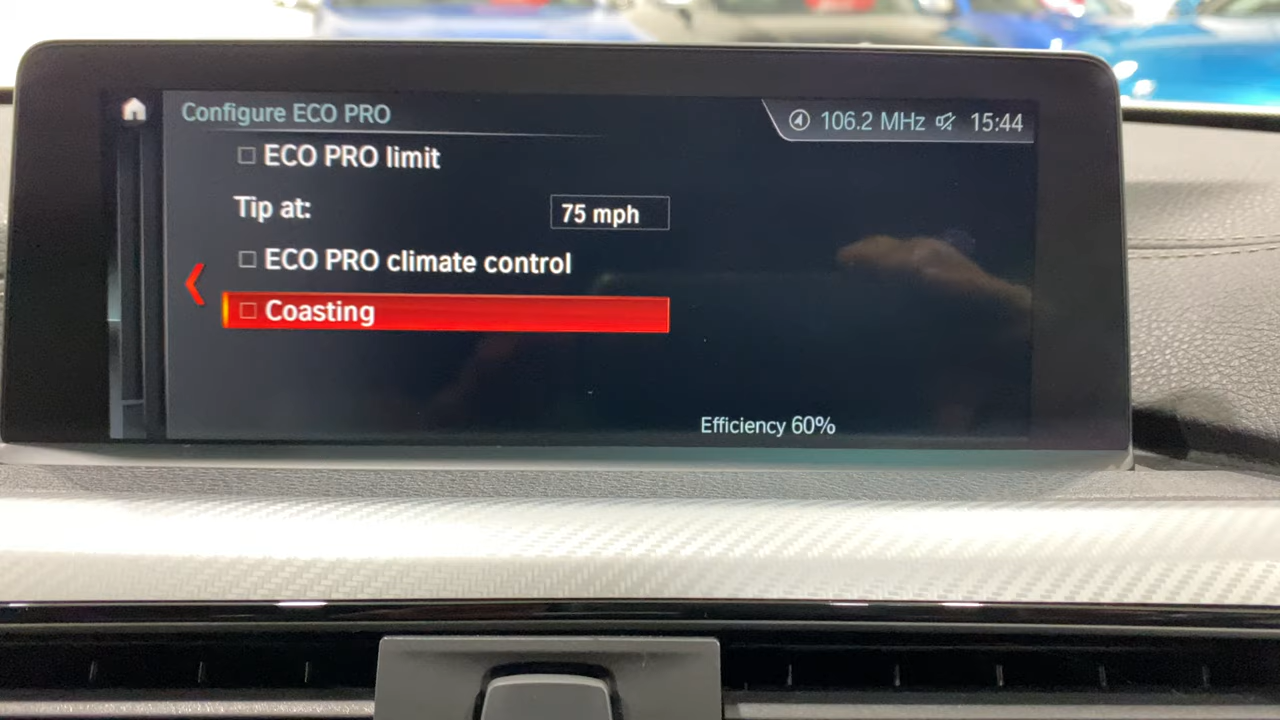 Configure ECO PRO
106.2 MHz 15:44
ECO PRO limit
Tip at: 75 mph
ECO PRO climate control
Coasting
Efficiency 60%